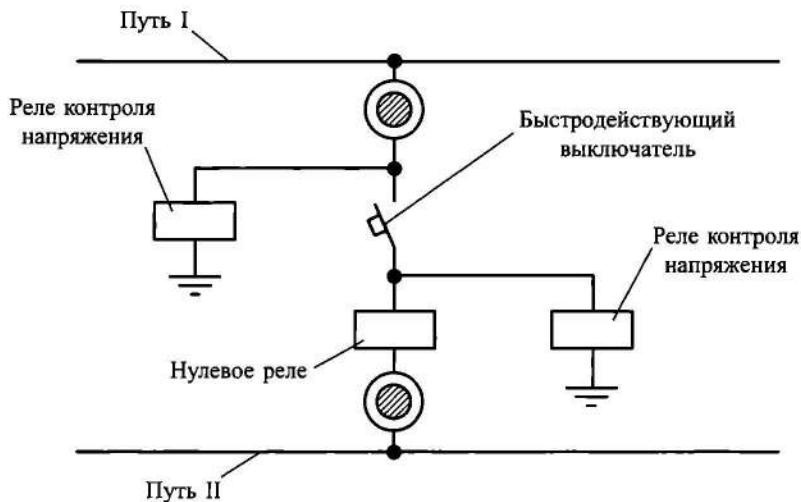 Путь I
Реле контроля
напряжения
Быстродействующий
выключатель
Реле контроля
напряжения
Нулевое реле
Путь II